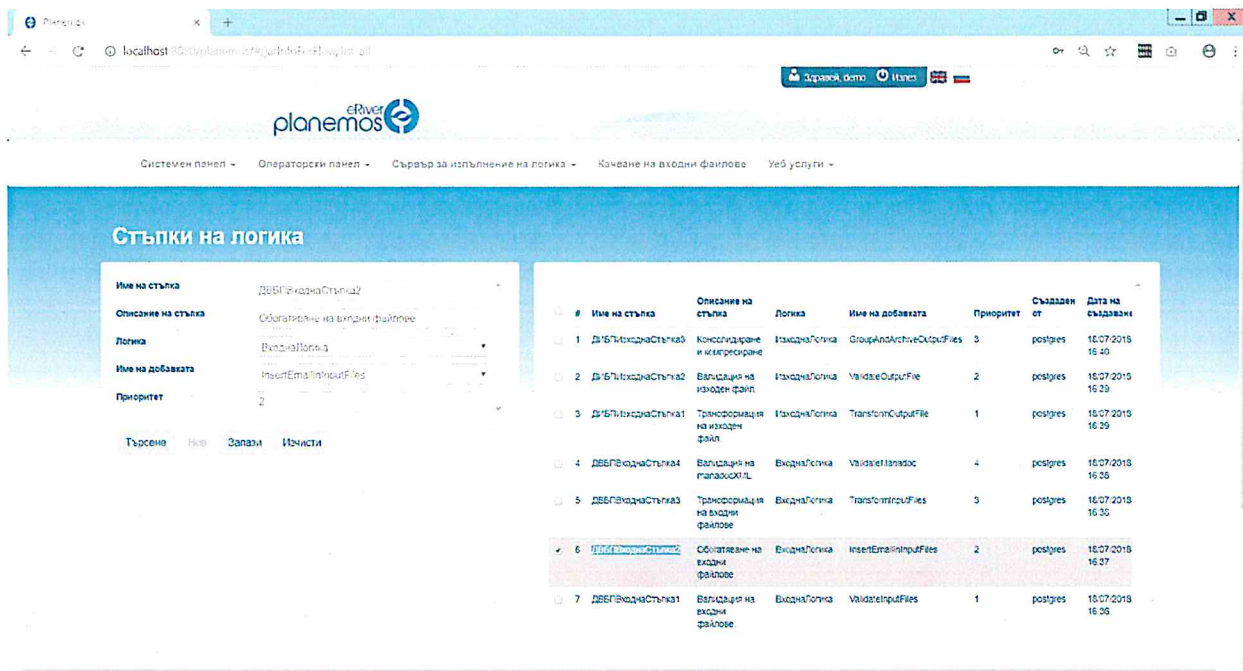 Planemos
localhost
Здравей, demo Излез
eRiver
planemos
Системен панел Операторски панел Сървър за изпълнение на логика Качване на входни файлове Уеб услуги
Стъпки на логика
Име на стъпка ДВБПВходнаСтъпка2
Описание на стъпка Обогатяване на входни файлове
Логика ВходнаЛогика
Име на добавката InsertEmailInInputFiles
Приоритет 2
Търсене Нов Запази Изчисти
# Име на стъпка Описание на стъпка Логика Име на добавката Приоритет Създаден от Дата на създаване
1 Консолидиране и компресиране ИзходнаЛогика GroupAndArchiveOutputFiles 3 postgres 18/07/2018 16:40
2 Валидация на изходен файл ИзходнаЛогика ValidateOutputFile 2 postgres 18/07/2018 16:39
3 Трансформация на изходен файл ИзходнаЛогика TransformOutputFile 1 postgres 18/07/2018 16:39
4 ДВБПВходнаСтъпка4 Валидация на manadocXML ВходнаЛогика ValidateManadoc 4 postgres 18/07/2018 16:38
5 ДВБПВходнаСтъпка3 Трансформация на входни файлове ВходнаЛогика TransformInputFiles 3 postgres 18/07/2018 16:38
6 ДВБПВходнаСтъпка2 Обогатяване на входни файлове ВходнаЛогика InsertEmailInInputFiles 2 postgres 18/07/2018 16:37
7 ДВБПВходнаСтъпка1 Валидация на входни файлове ВходнаЛогика ValidateInputFiles 1 postgres 18/07/2018 16:36